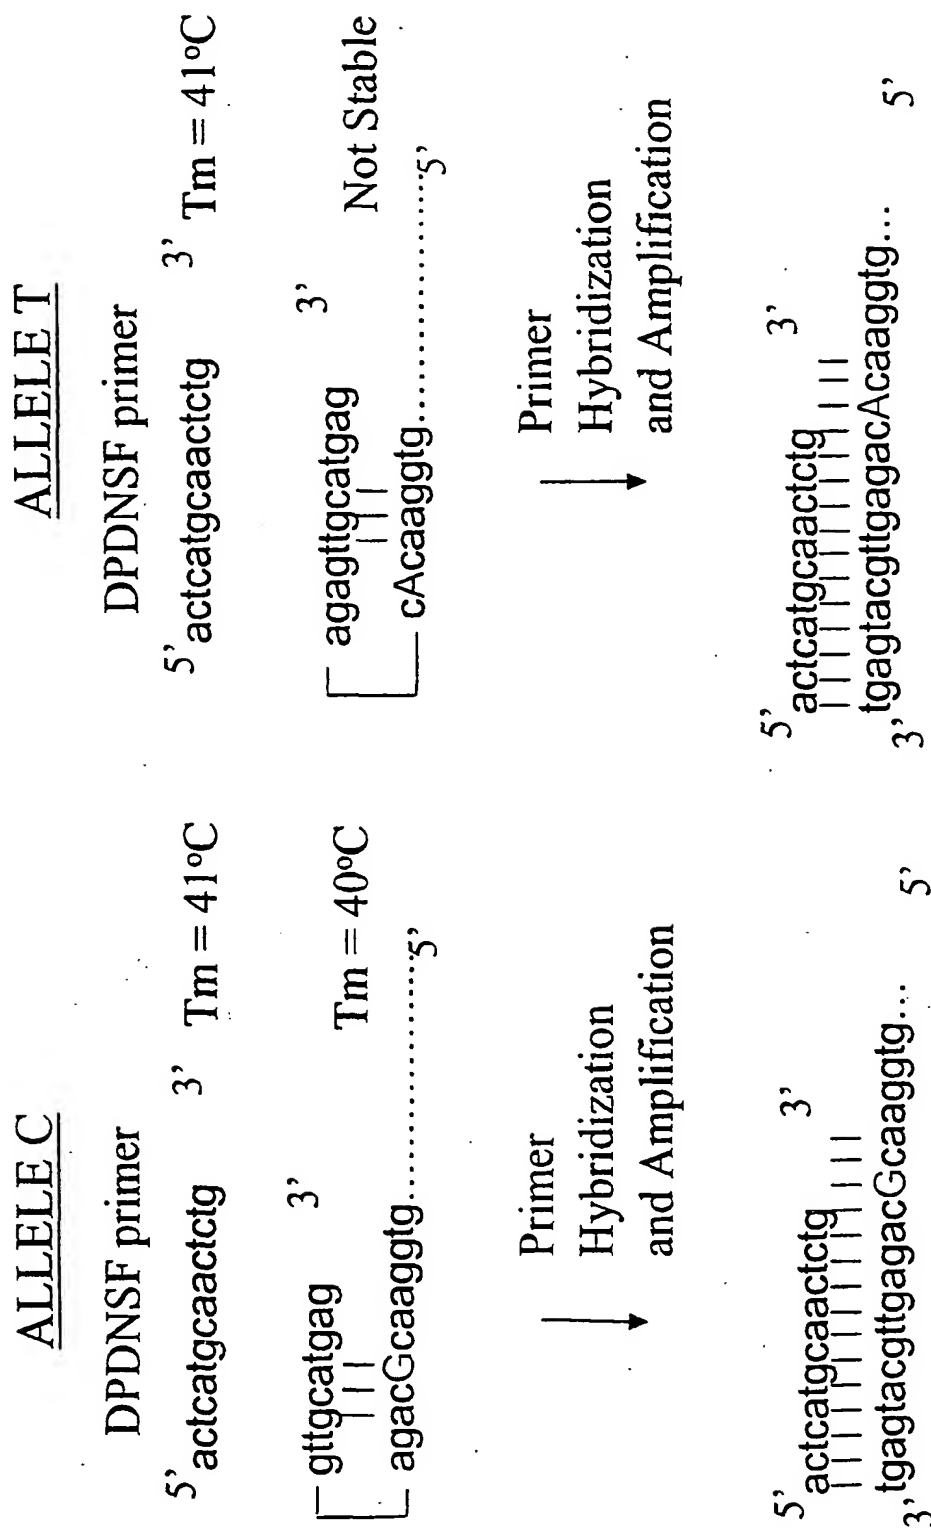 ALLELE C
DPDNSF primer
5’ actcatgcaactctg 3’ Tm = 41°C
gttgcatgag 3’
Tm = 40°C
agacGcaaggtg....................5’
Primer
Hybridization
and Amplification
5’ 3’
actcatgcaactctg
tgagtacgttgagacGcaaggtg...
3’ 5’
ALLELE T
DPDNSF primer
5’ actcatgcaactctg 3’ Tm = 41°C
agagttgcatgag 3’
Not Stable
cAcaaggtg....................5’
Primer
Hybridization
and Amplification
5’ 3’
actcatgcaactctg
tgagtacgttgagacAcaaggtg...
3’ 5’